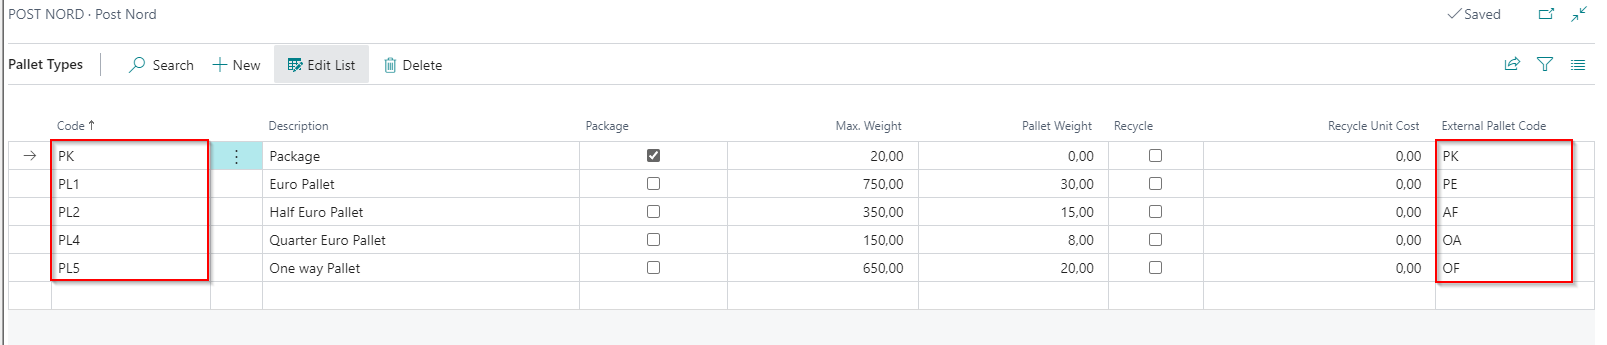 POST NORD · Post Nord Saved
Pallet Types Search New Edit List Delete
Code ↑ Description Package Max. Weight Pallet Weight Recycle Recycle Unit Cost External Pallet Code
PK Package 20,00 0,00 0,00 PK
PL1 Euro Pallet 750,00 30,00 0,00 PE
PL2 Half Euro Pallet 350,00 15,00 0,00 AF
PL4 Quarter Euro Pallet 150,00 8,00 0,00 OA
PL5 One way Pallet 650,00 20,00 0,00 OF